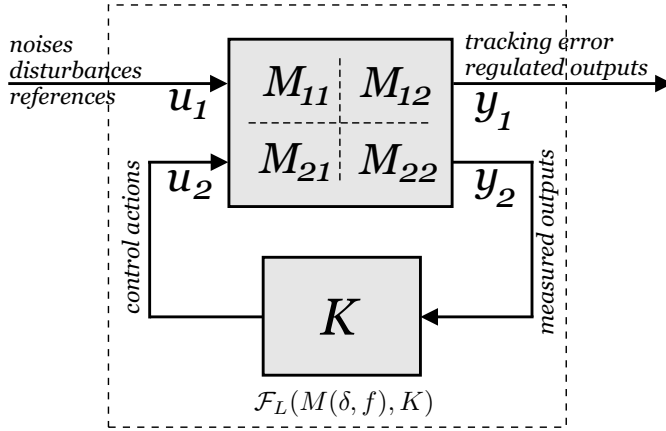 noises
disturbances
references
tracking error
regulated outputs
u1
M11 M12
y1
u2
M21 M22
y2
control actions
measured outputs
K
F_L(M(δ, f), K)